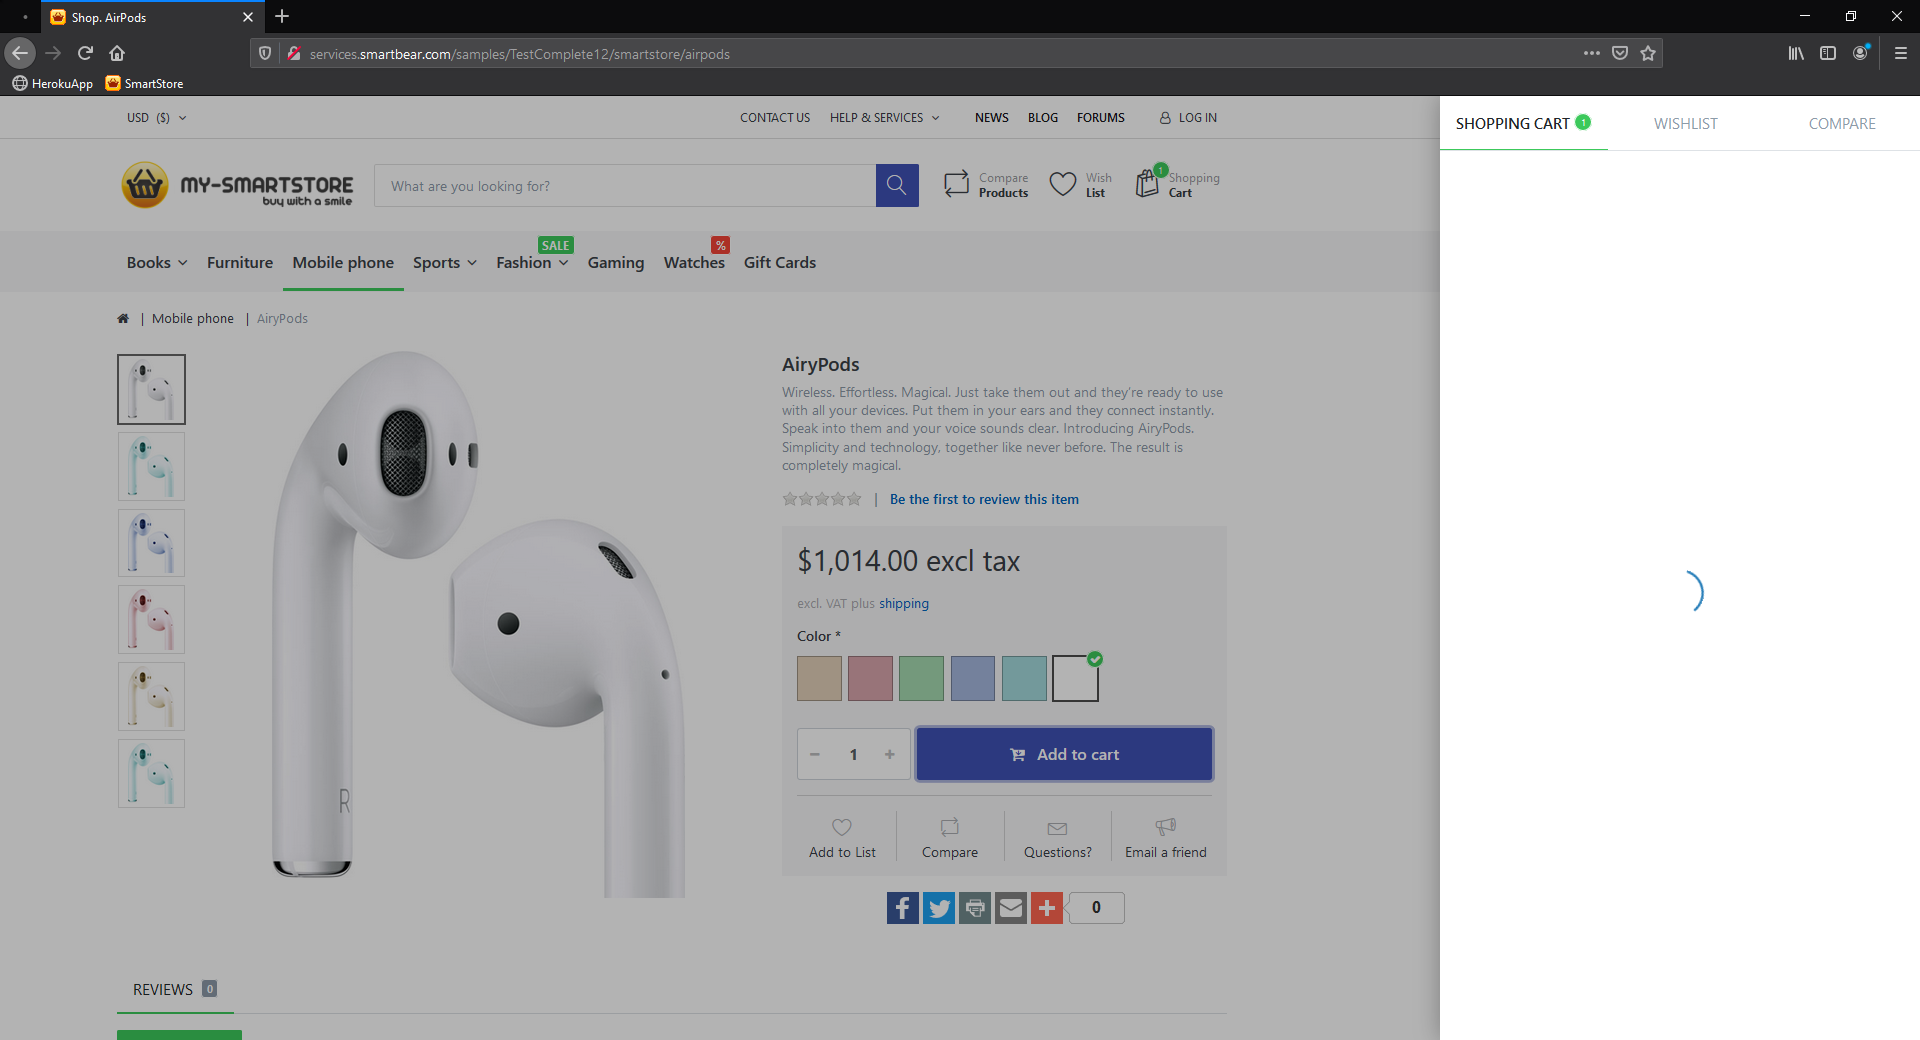 Shop. AirPods
services.smartbear.com/samples/TestComplete12/smartstore/airpods
HerokuApp
SmartStore
USD ($)
CONTACT US
HELP & SERVICES
NEWS
BLOG
FORUMS
LOG IN
SHOPPING CART 1
WISHLIST
COMPARE
MY-SMARTSTORE
buy with a smile
What are you looking for?
Compare
Products
Wish
List
1
Shopping
Cart
SALE
%
Books
Furniture
Mobile phone
Sports
Fashion
Gaming
Watches
Gift Cards
| Mobile phone | AiryPods
R
AiryPods
Wireless. Effortless. Magical. Just take them out and they're ready to use
with all your devices. Put them in your ears and they connect instantly.
Speak into them and your voice sounds clear. Introducing AiryPods.
Simplicity and technology, together like never before. The result is
completely magical.
| Be the first to review this item
$1,014.00 excl tax
excl. VAT plus shipping
Color *
1
Add to cart
Add to List
Compare
Questions?
Email a friend
0
REVIEWS 0